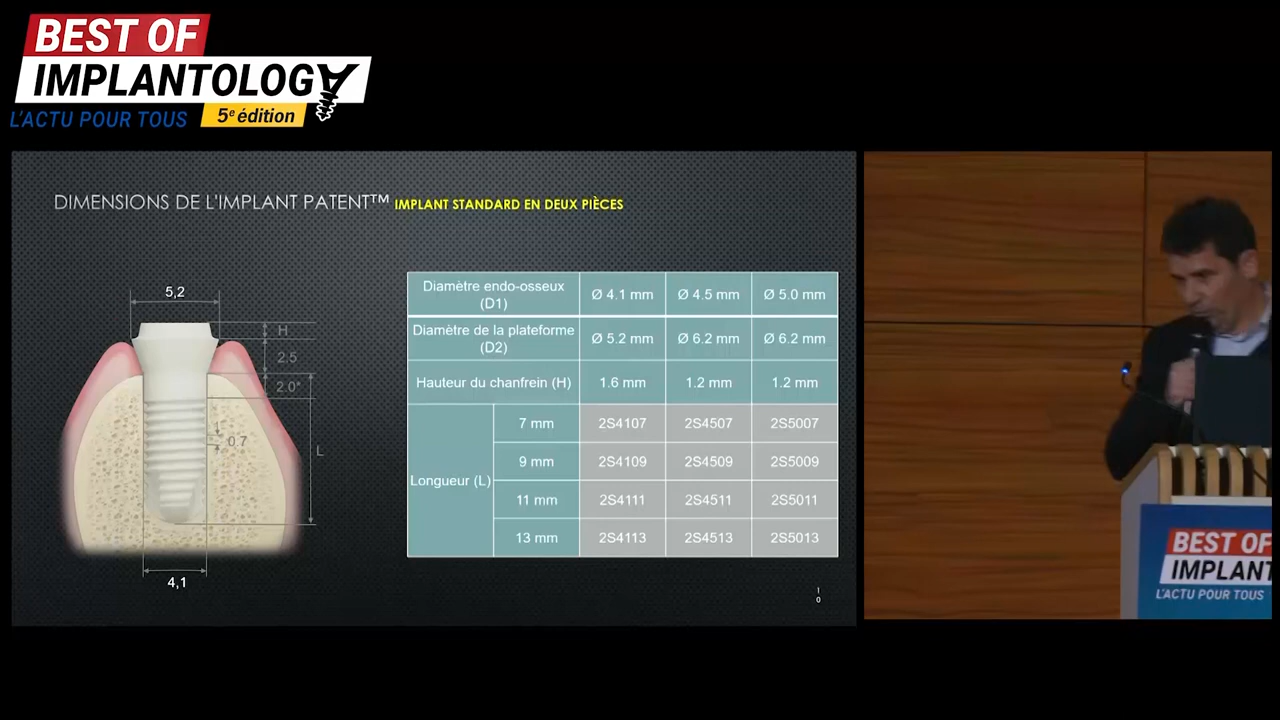 BEST OF
IMPLANTOLOGY
L'ACTU POUR TOUS
5e édition
DIMENSIONS DE L'IMPLANT PATENT™ IMPLANT STANDARD EN DEUX PIÈCES
5,2
H
2.5
2.0*
0.7
L
4,1
Diamètre endo-osseux
(D1)
Ø 4.1 mm
Ø 4.5 mm
Ø 5.0 mm
Diamètre de la plateforme
(D2)
Ø 5.2 mm
Ø 6.2 mm
Ø 6.2 mm
Hauteur du chanfrein (H)
1.6 mm
1.2 mm
1.2 mm
Longueur (L)
7 mm
2S4107
2S4507
2S5007
9 mm
2S4109
2S4509
2S5009
11 mm
2S4111
2S4511
2S5011
13 mm
2S4113
2S4513
2S5013
1
0
BEST OF
IMPLANT
L'ACTU POUR TOUS